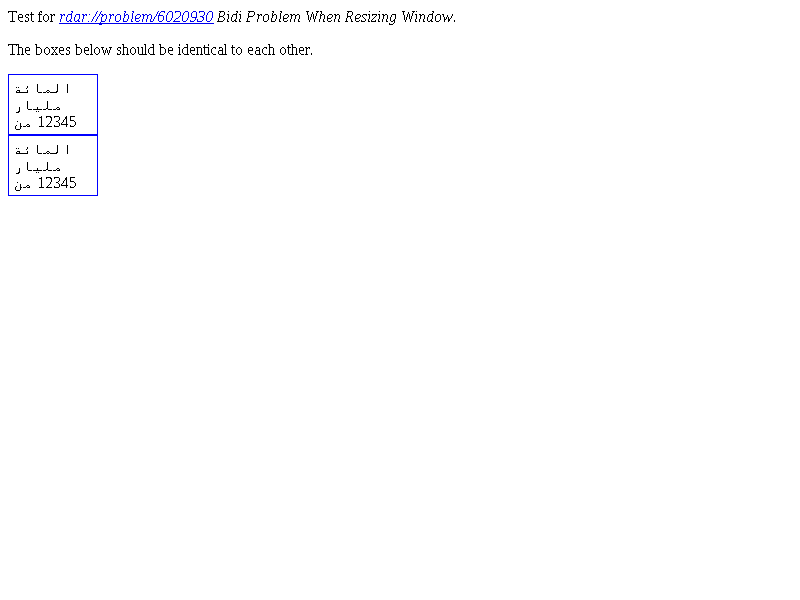 Test for rdar://problem/6020930 Bidi Problem When Resizing Window.
The boxes below should be identical to each other.
المائة
مليار
12345 من
المائة
مليار
12345 من